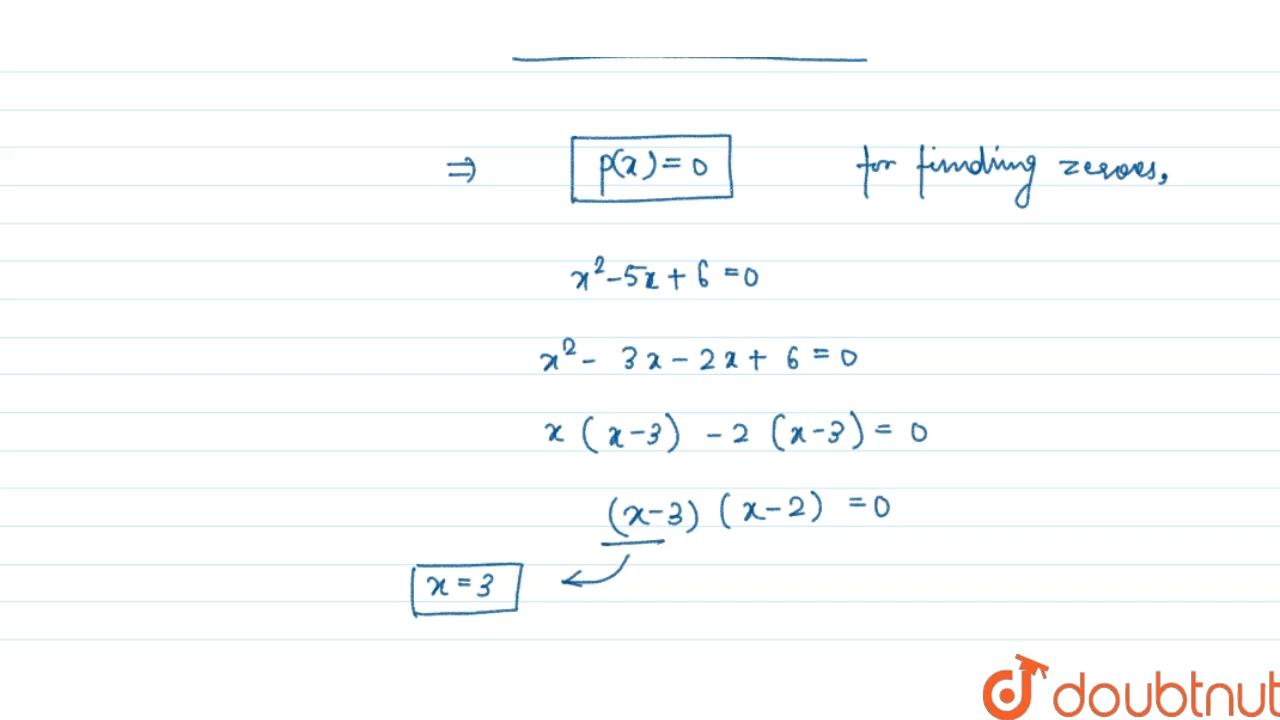 ⇒ p(x) = 0 for finding zeroes,
x² - 5x + 6 = 0
x² - 3x - 2x + 6 = 0
x (x-3) - 2 (x-3) = 0
(x-3) (x-2) = 0
x = 3
doubtnut